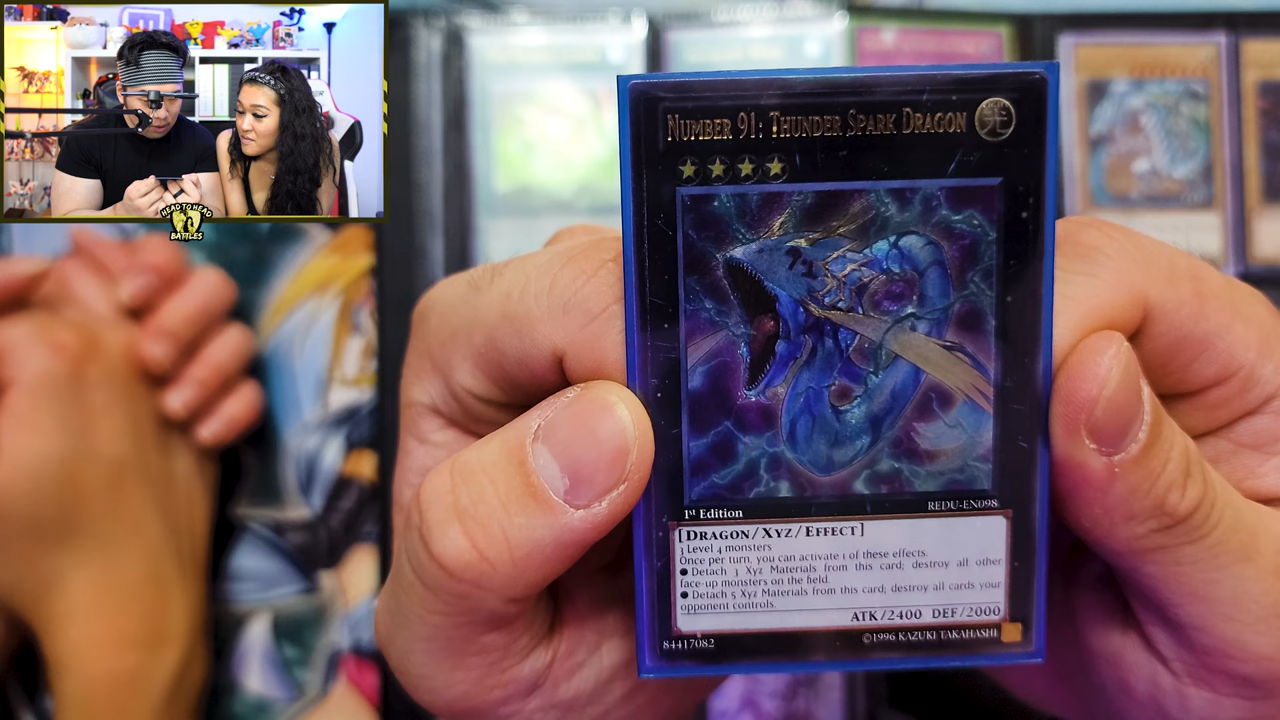 HEAD TO HEAD
BATTLES
NUMBER 91: THUNDER SPARK DRAGON
光
91
1st Edition
REDU-EN098
[DRAGON/XYZ/EFFECT]
3 Level 4 monsters
Once per turn, you can activate 1 of these effects.
● Detach 3 Xyz Materials from this card; destroy all other
face-up monsters on the field.
● Detach 5 Xyz Materials from this card; destroy all cards your
opponent controls.
ATK/2400 DEF/2000
84417082
©1996 KAZUKI TAKAHASHI